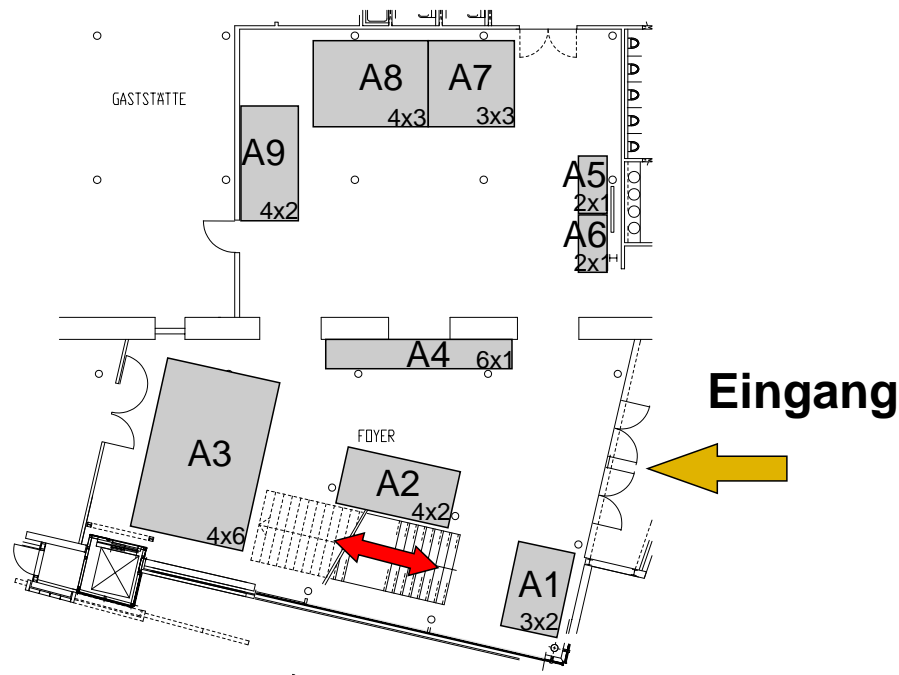 A8
A7
4x3
3x3
GASTSTÄTTE
A9
4x2
A5
2x1
A6
2x1
A4
6x1
Eingang
FOYER
A3
4x6
A2
4x2
A1
3x2